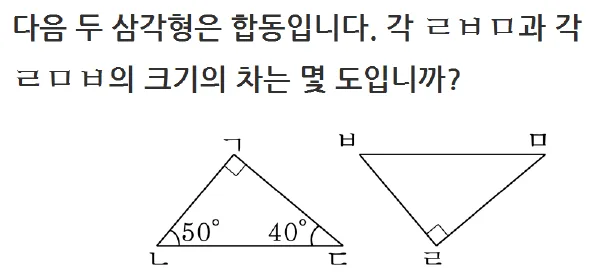 다음 두 삼각형은 합동입니다. 각 ㄹㅂㅁ과 각
ㄹㅁㅂ의 크기의 차는 몇 도입니까?
ㄱ
ㅂ ㅁ
50° 40°
ㄴ ㄷ ㄹ